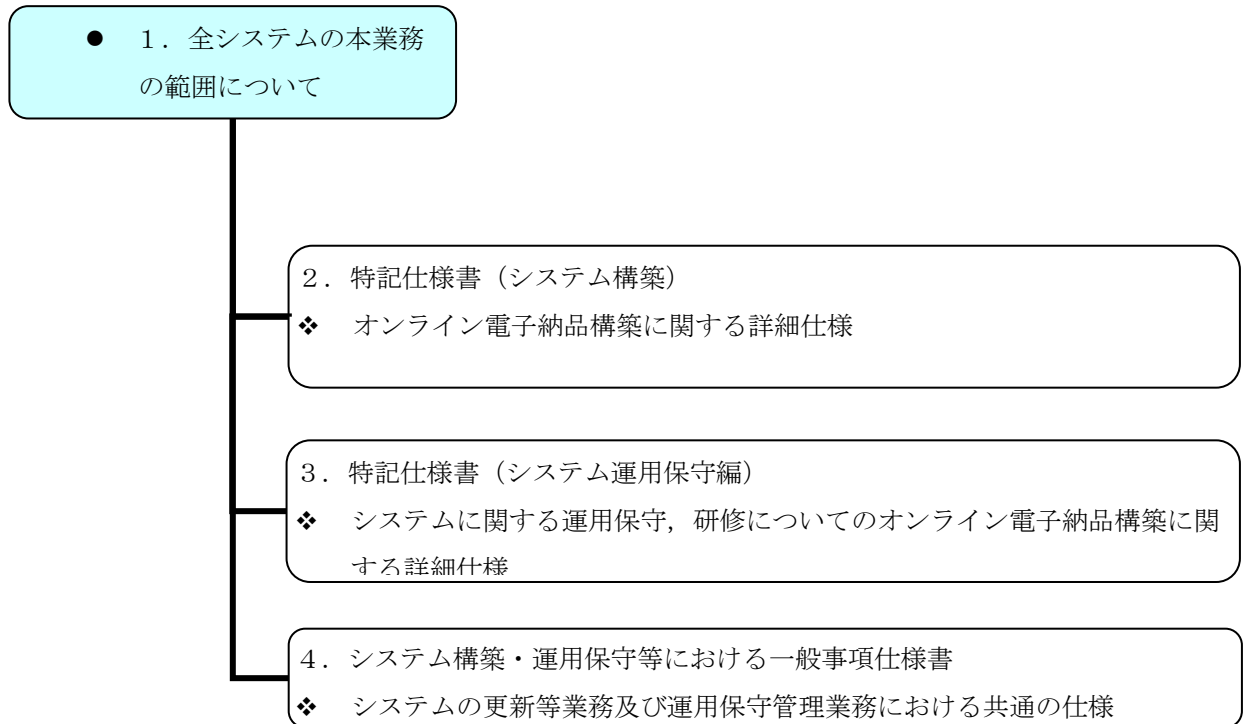 ● １．全システムの本業務
の範囲について
２．特記仕様書（システム構築）
❖ オンライン電子納品構築に関する詳細仕様
３．特記仕様書（システム運用保守編）
❖ システムに関する運用保守，研修についてのオンライン電子納品構築に関
する詳細仕様
４．システム構築・運用保守等における一般事項仕様書
❖ システムの更新等業務及び運用保守管理業務における共通の仕様